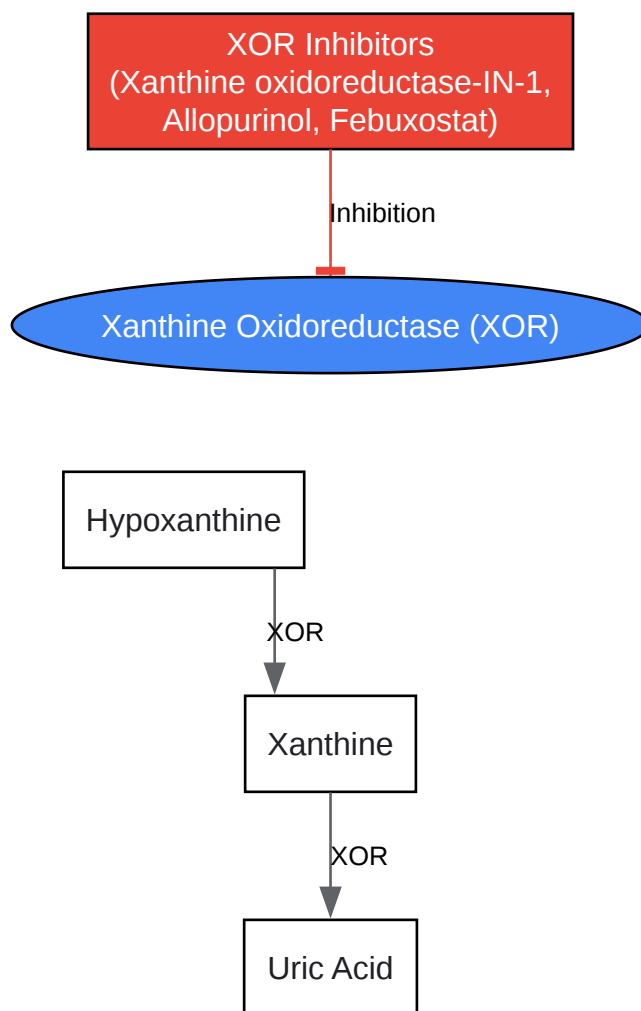 XOR Inhibitors
(Xanthine oxidoreductase-IN-1,
Allopurinol, Febuxostat)
Inhibition
Xanthine Oxidoreductase (XOR)
Hypoxanthine
XOR
Xanthine
XOR
Uric Acid